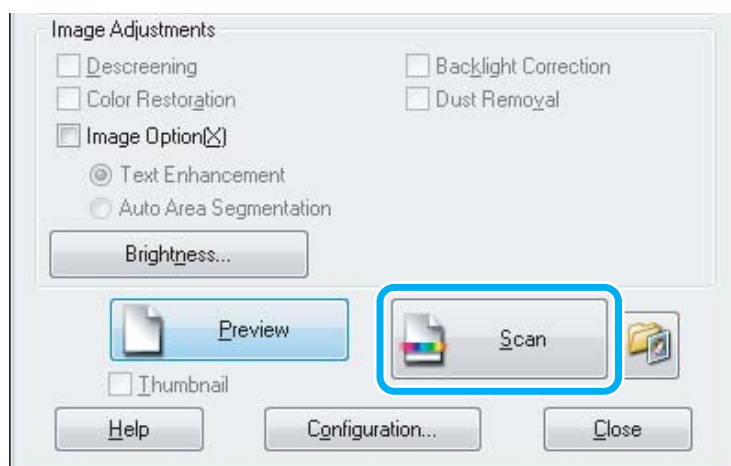 Image Adjustments
Descreening Backlight Correction
Color Restoration Dust Removal
Image Option(X)
Text Enhancement
Auto Area Segmentation
Brightness...
Preview Scan
Thumbnail
Help Configuration... Close